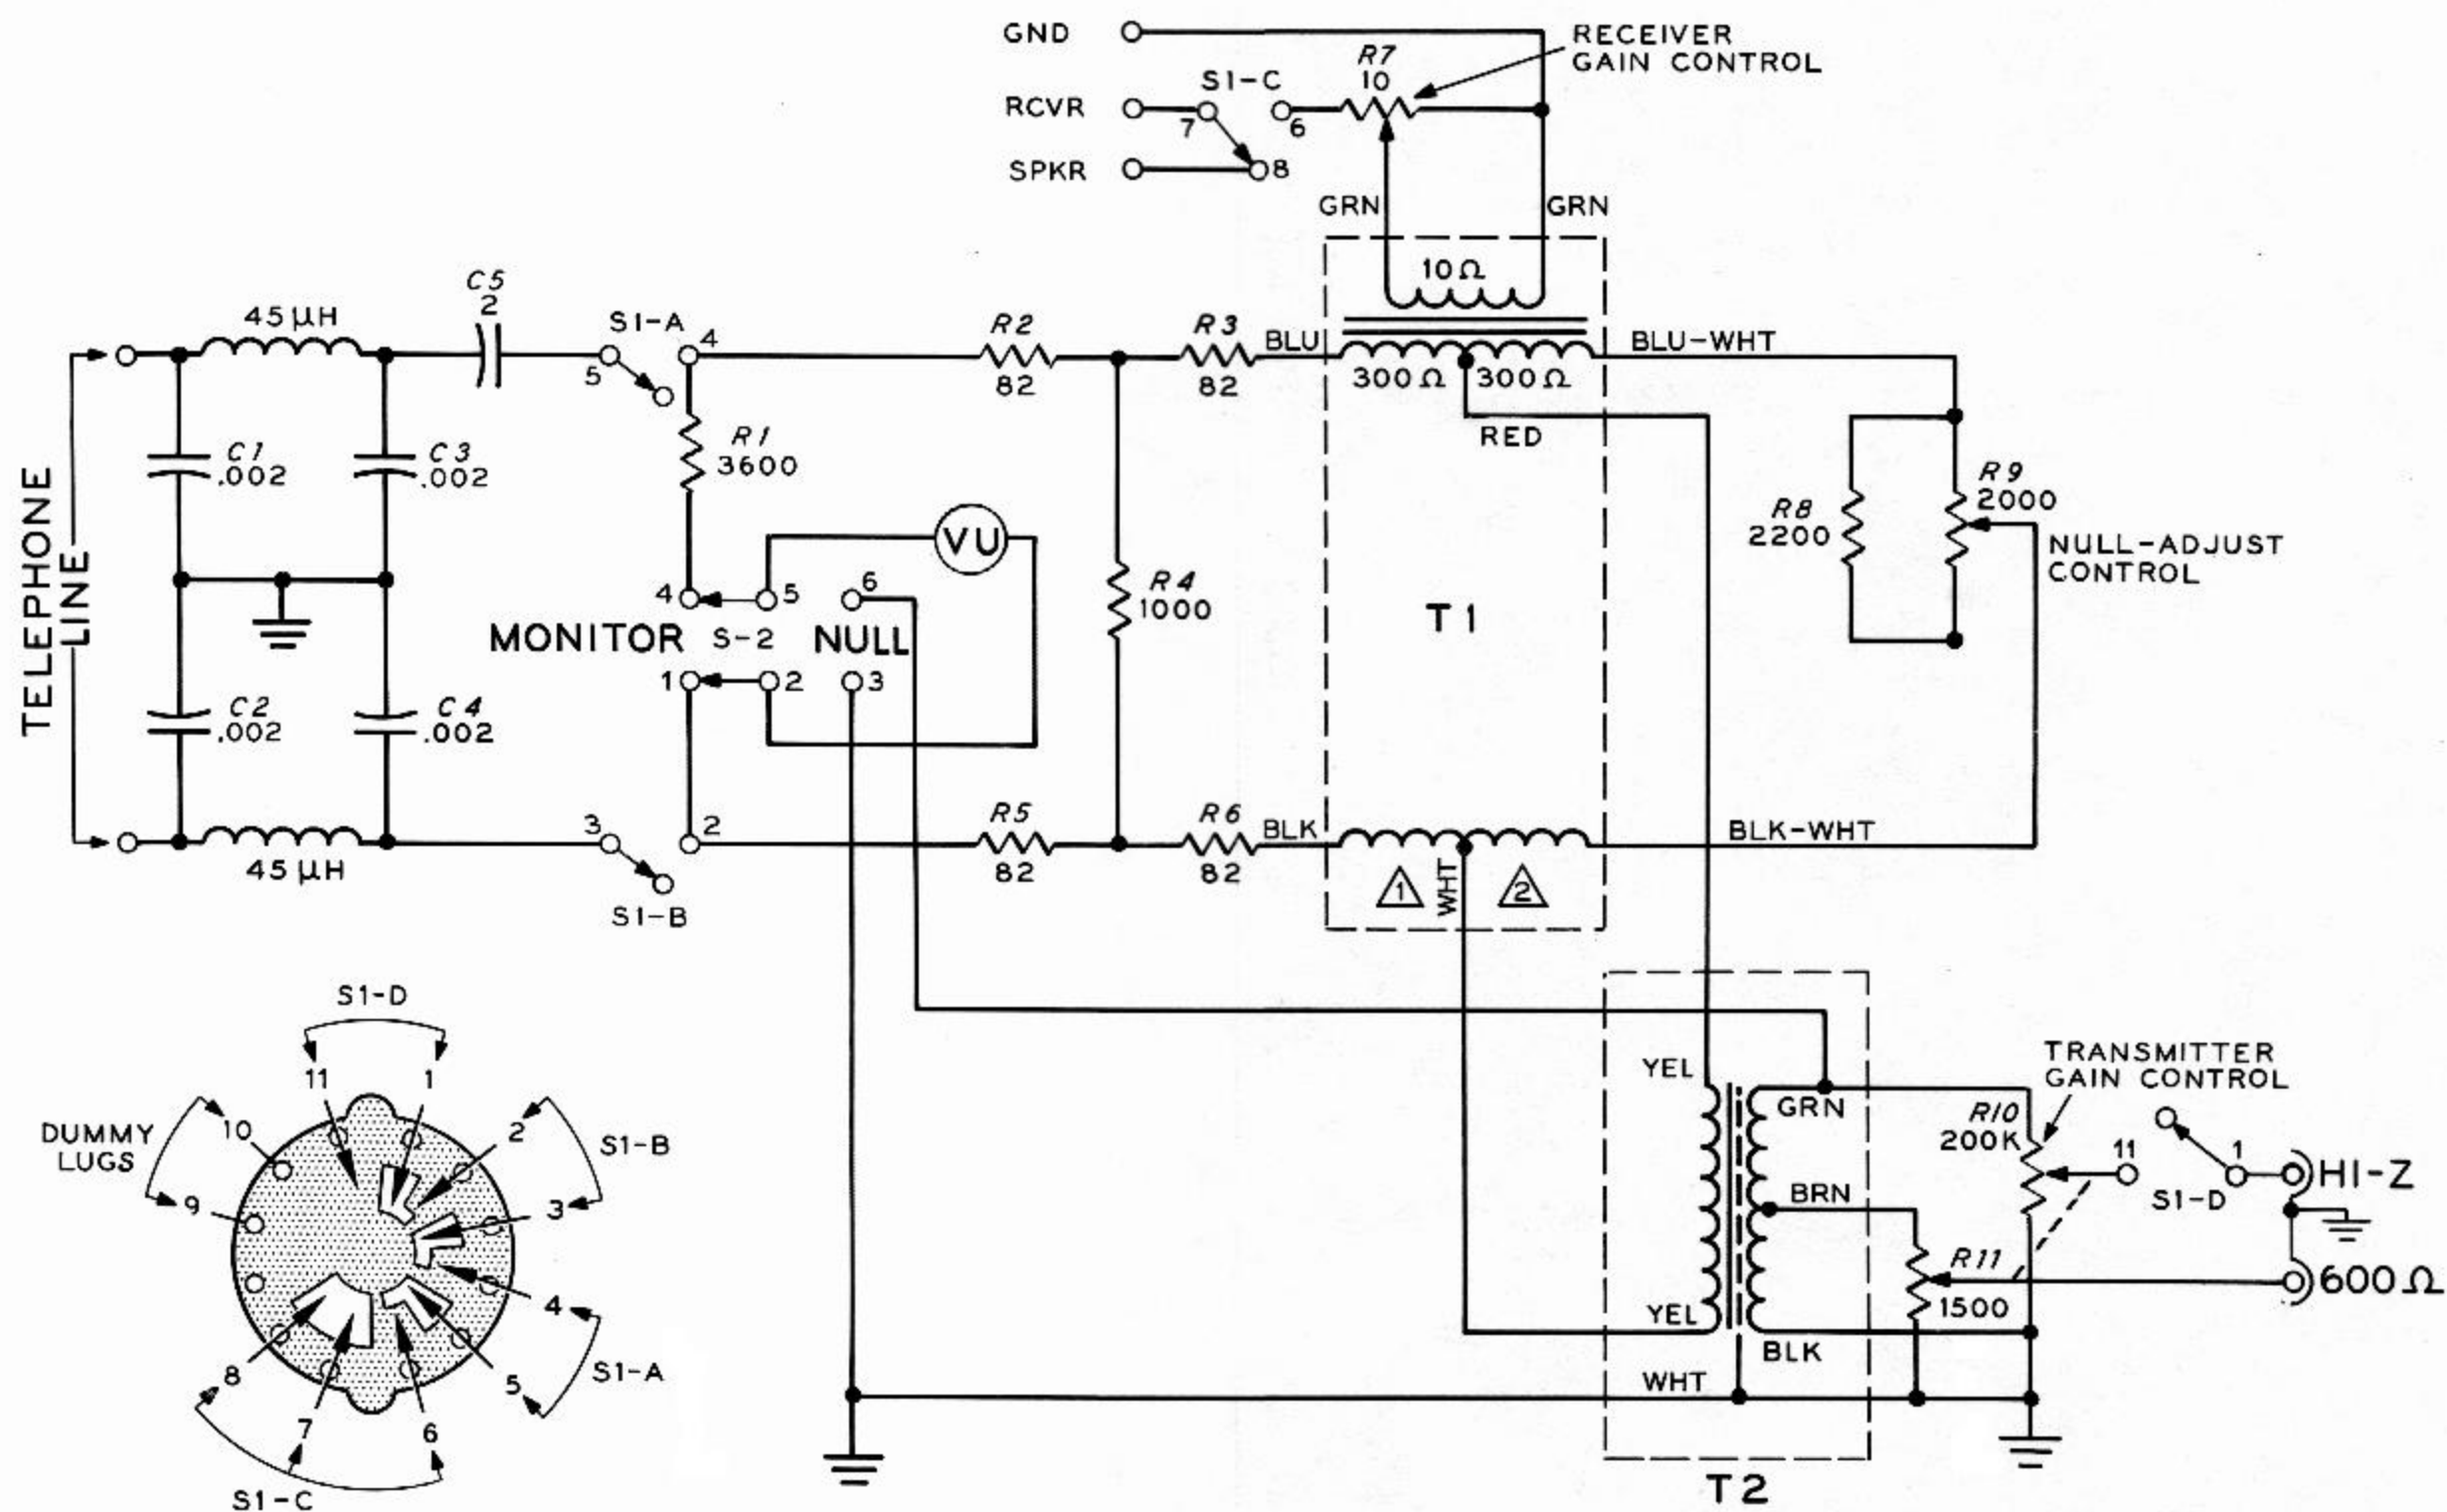 GND
RCVR
SPKR
S1-C
7
6
8
R7
10
RECEIVER
GAIN CONTROL
GRN
GRN
10Ω
TELEPHONE
LINE
45μH
C5
2
S1-A
5
4
R2
82
R3
82
BLU
300Ω
300Ω
BLU-WHT
RED
C1
.002
C3
.002
R1
3600
VU
R4
1000
T1
R8
2200
R9
2000
NULL-ADJUST
CONTROL
4
5
6
MONITOR
S-2
NULL
1
2
3
C2
.002
C4
.002
45μH
3
S1-B
2
R5
82
R6
82
BLK
1
WHT
2
BLK-WHT
S1-D
11
1
DUMMY
LUGS
10
9
2
S1-B
3
4
S1-A
5
6
7
8
S1-C
YEL
GRN
BRN
YEL
BLK
WHT
T2
TRANSMITTER
GAIN CONTROL
R10
200K
11
1
S1-D
HI-Z
R11
1500
600Ω